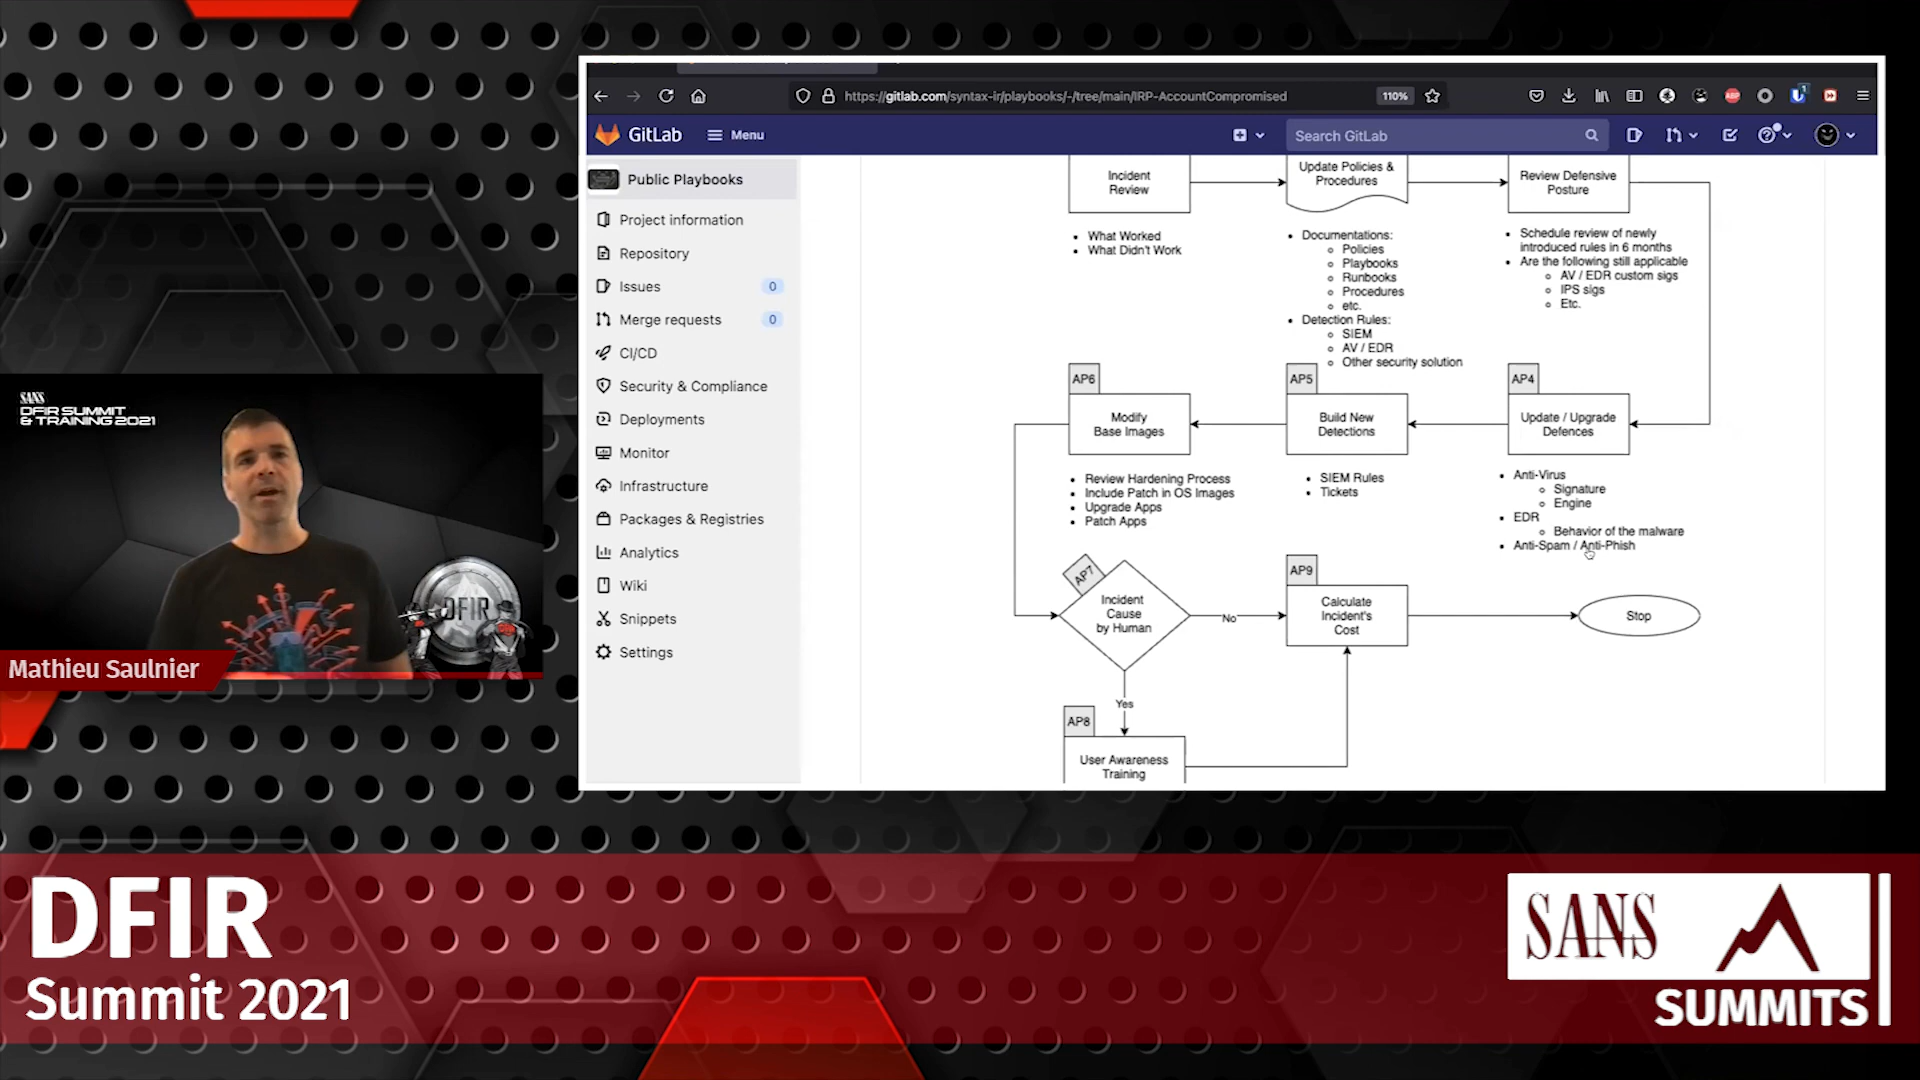 https://gitlab.com/syntax-ir/playbooks/-/tree/main/IRP-AccountCompromised
110%
GitLab
Menu
Search GitLab
Public Playbooks
Project information
Repository
Issues 0
Merge requests 0
CI/CD
Security & Compliance
Deployments
Monitor
Infrastructure
Packages & Registries
Analytics
Wiki
Snippets
Settings
Incident
Review
What Worked
What Didn't Work
Update Policies &
Procedures
Documentations:
Policies
Playbooks
Runbooks
Procedures
etc.
Detection Rules:
SIEM
AV / EDR
Other security solution
Review Defensive
Posture
Schedule review of newly
introduced rules in 6 months
Are the following still applicable
AV / EDR custom sigs
IPS sigs
Etc.
AP4
Update / Upgrade
Defences
Anti-Virus
Signature
Engine
EDR
Behavior of the malware
Anti-Spam / Anti-Phish
AP5
Build New
Detections
SIEM Rules
Tickets
AP6
Modify
Base Images
Review Hardening Process
Include Patch in OS Images
Upgrade Apps
Patch Apps
AP7
Incident
Cause
by Human
No
Yes
AP8
User Awareness
Training
AP9
Calculate
Incident's
Cost
Stop
SANS
DFIR SUMMIT
& TRAINING 2021
DFIR
Mathieu Saulnier
DFIR
Summit 2021
SANS
SUMMITS